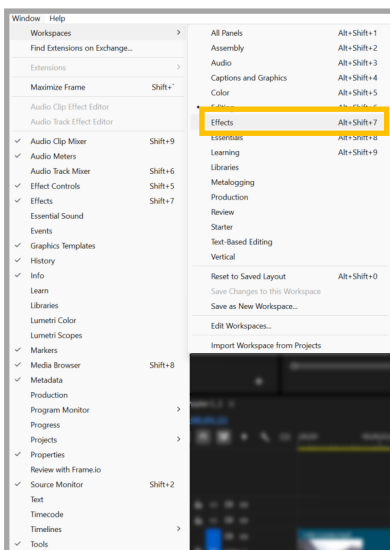 Window Help
Workspaces >
Find Extensions on Exchange...
Extensions >
Maximize Frame Shift+`
Audio Clip Effect Editor
Audio Track Effect Editor
✓ Audio Clip Mixer Shift+9
✓ Audio Meters
Audio Track Mixer Shift+6
✓ Effect Controls Shift+5
✓ Effects Shift+7
Essential Sound
Events
✓ Graphics Templates
✓ History
✓ Info
Learn
Libraries
Lumetri Color
Lumetri Scopes
✓ Markers
✓ Media Browser Shift+8
✓ Metadata
Production
Program Monitor >
Progress
Projects >
✓ Properties
Review with Frame.io
✓ Source Monitor Shift+2
Text
Timecode
Timelines >
✓ Tools
All Panels Alt+Shift+1
Assembly Alt+Shift+2
Audio Alt+Shift+3
Captions and Graphics Alt+Shift+4
Color Alt+Shift+5
• Editing Alt+Shift+6
Effects Alt+Shift+7
Essentials Alt+Shift+8
Learning Alt+Shift+9
Libraries
Metalogging
Production
Review
Starter
Text-Based Editing
Vertical
Reset to Saved Layout Alt+Shift+0
Save Changes to this Workspace
Save as New Workspace...
Edit Workspaces...
Import Workspace from Projects